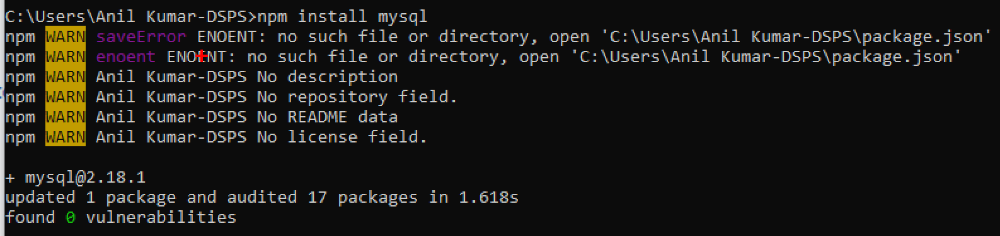 C:\Users\Anil Kumar-DSPS>npm install mysql
npm WARN saveError ENOENT: no such file or directory, open 'C:\Users\Anil Kumar-DSPS\package.json'
npm WARN enoent ENOENT: no such file or directory, open 'C:\Users\Anil Kumar-DSPS\package.json'
npm WARN Anil Kumar-DSPS No description
npm WARN Anil Kumar-DSPS No repository field.
npm WARN Anil Kumar-DSPS No README data
npm WARN Anil Kumar-DSPS No license field.
+ mysql@2.18.1
updated 1 package and audited 17 packages in 1.618s
found 0 vulnerabilities